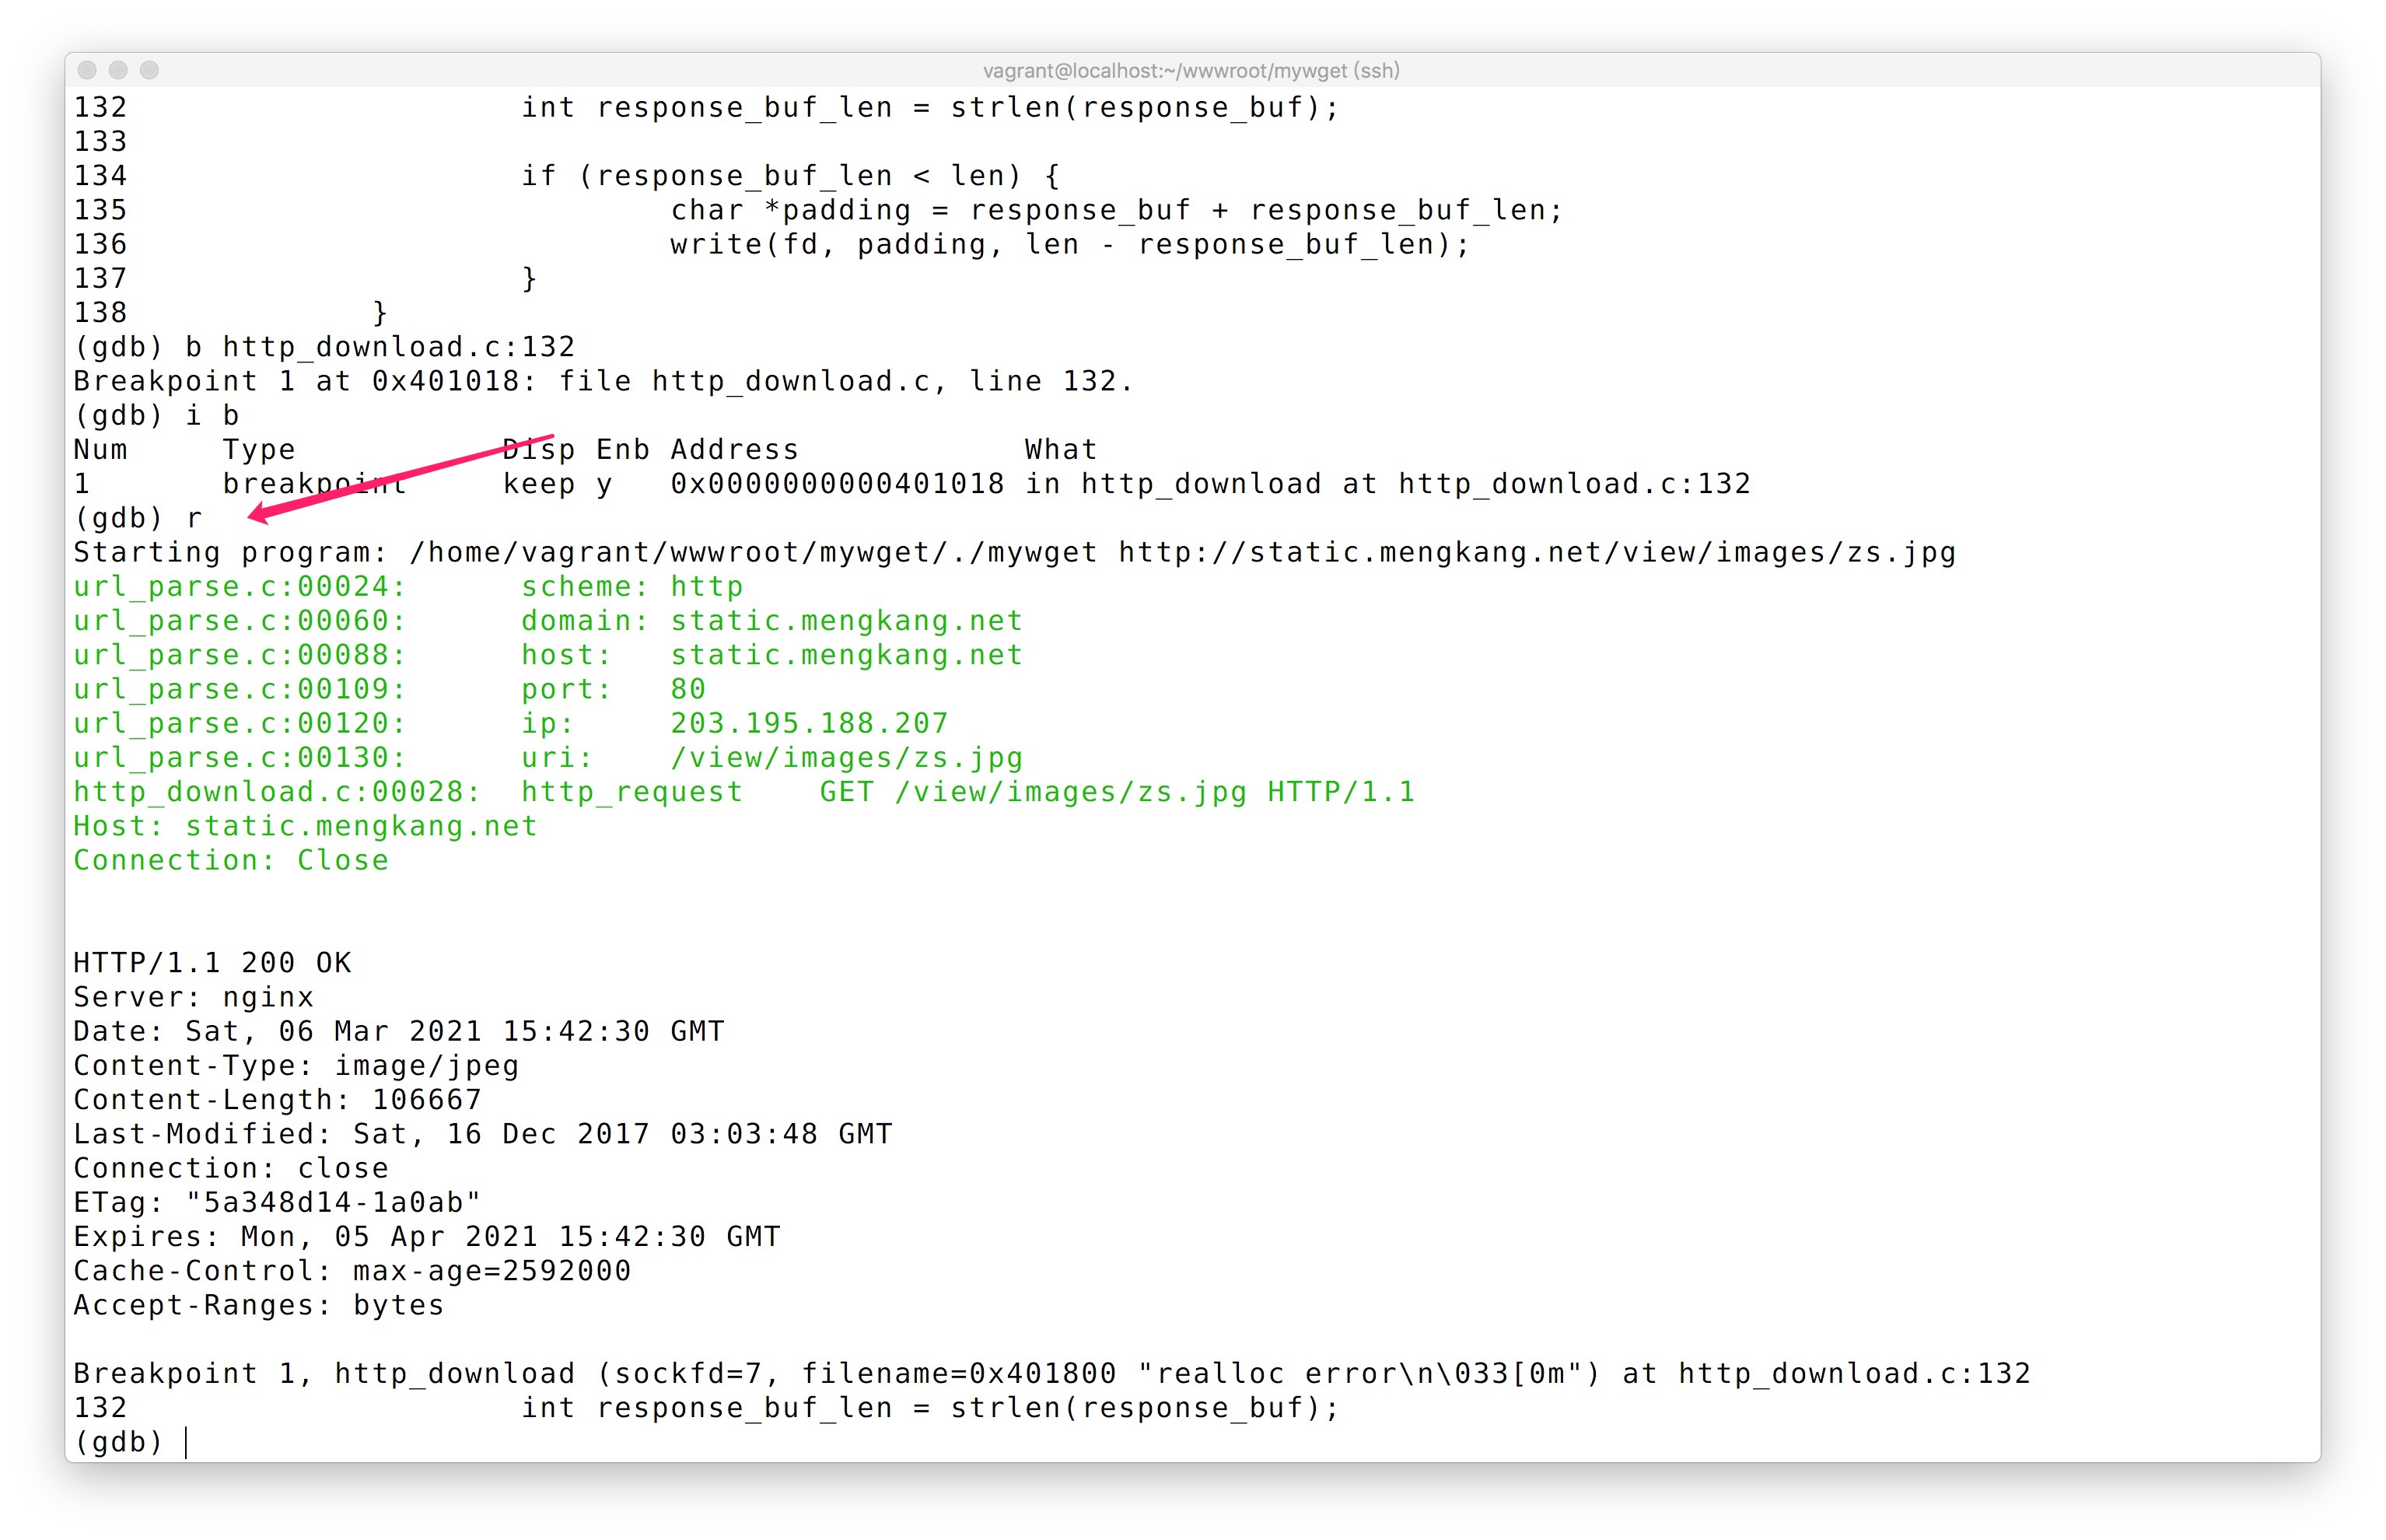 vagrant@localhost:~/wwwroot/mywget (ssh)
132                     int response_buf_len = strlen(response_buf);
133
134                     if (response_buf_len < len) {
135                             char *padding = response_buf + response_buf_len;
136                             write(fd, padding, len - response_buf_len);
137                     }
138             }
(gdb) b http_download.c:132
Breakpoint 1 at 0x401018: file http_download.c, line 132.
(gdb) i b
Num     Type           Disp Enb Address            What
1       breakpoint     keep y   0x0000000000401018 in http_download at http_download.c:132
(gdb) r
Starting program: /home/vagrant/wwwroot/mywget/./mywget http://static.mengkang.net/view/images/zs.jpg
url_parse.c:00024:      scheme: http
url_parse.c:00060:      domain: static.mengkang.net
url_parse.c:00088:      host:   static.mengkang.net
url_parse.c:00109:      port:   80
url_parse.c:00120:      ip:     203.195.188.207
url_parse.c:00130:      uri:    /view/images/zs.jpg
http_download.c:00028:  http_request    GET /view/images/zs.jpg HTTP/1.1
Host: static.mengkang.net
Connection: Close
HTTP/1.1 200 OK
Server: nginx
Date: Sat, 06 Mar 2021 15:42:30 GMT
Content-Type: image/jpeg
Content-Length: 106667
Last-Modified: Sat, 16 Dec 2017 03:03:48 GMT
Connection: close
ETag: "5a348d14-1a0ab"
Expires: Mon, 05 Apr 2021 15:42:30 GMT
Cache-Control: max-age=2592000
Accept-Ranges: bytes
Breakpoint 1, http_download (sockfd=7, filename=0x401800 "realloc error\n\033[0m") at http_download.c:132
132                     int response_buf_len = strlen(response_buf);
(gdb)